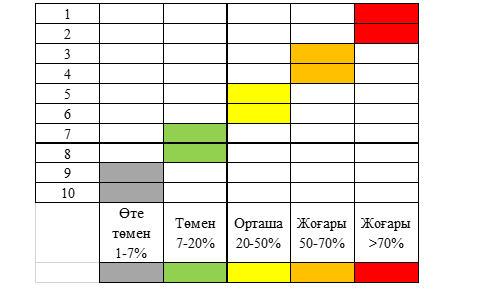 1
2
3
4
5
6
7
8
9
10
Өте төмен 1-7%
Төмен 7-20%
Орташа 20-50%
Жоғары 50-70%
Жоғары >70%